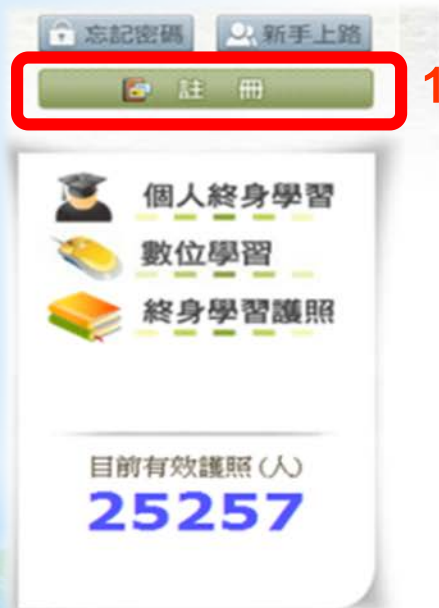 忘記密碼 新手上路
註 冊 1
個人終身學習
數位學習
終身學習護照
目前有效護照(人)
25257